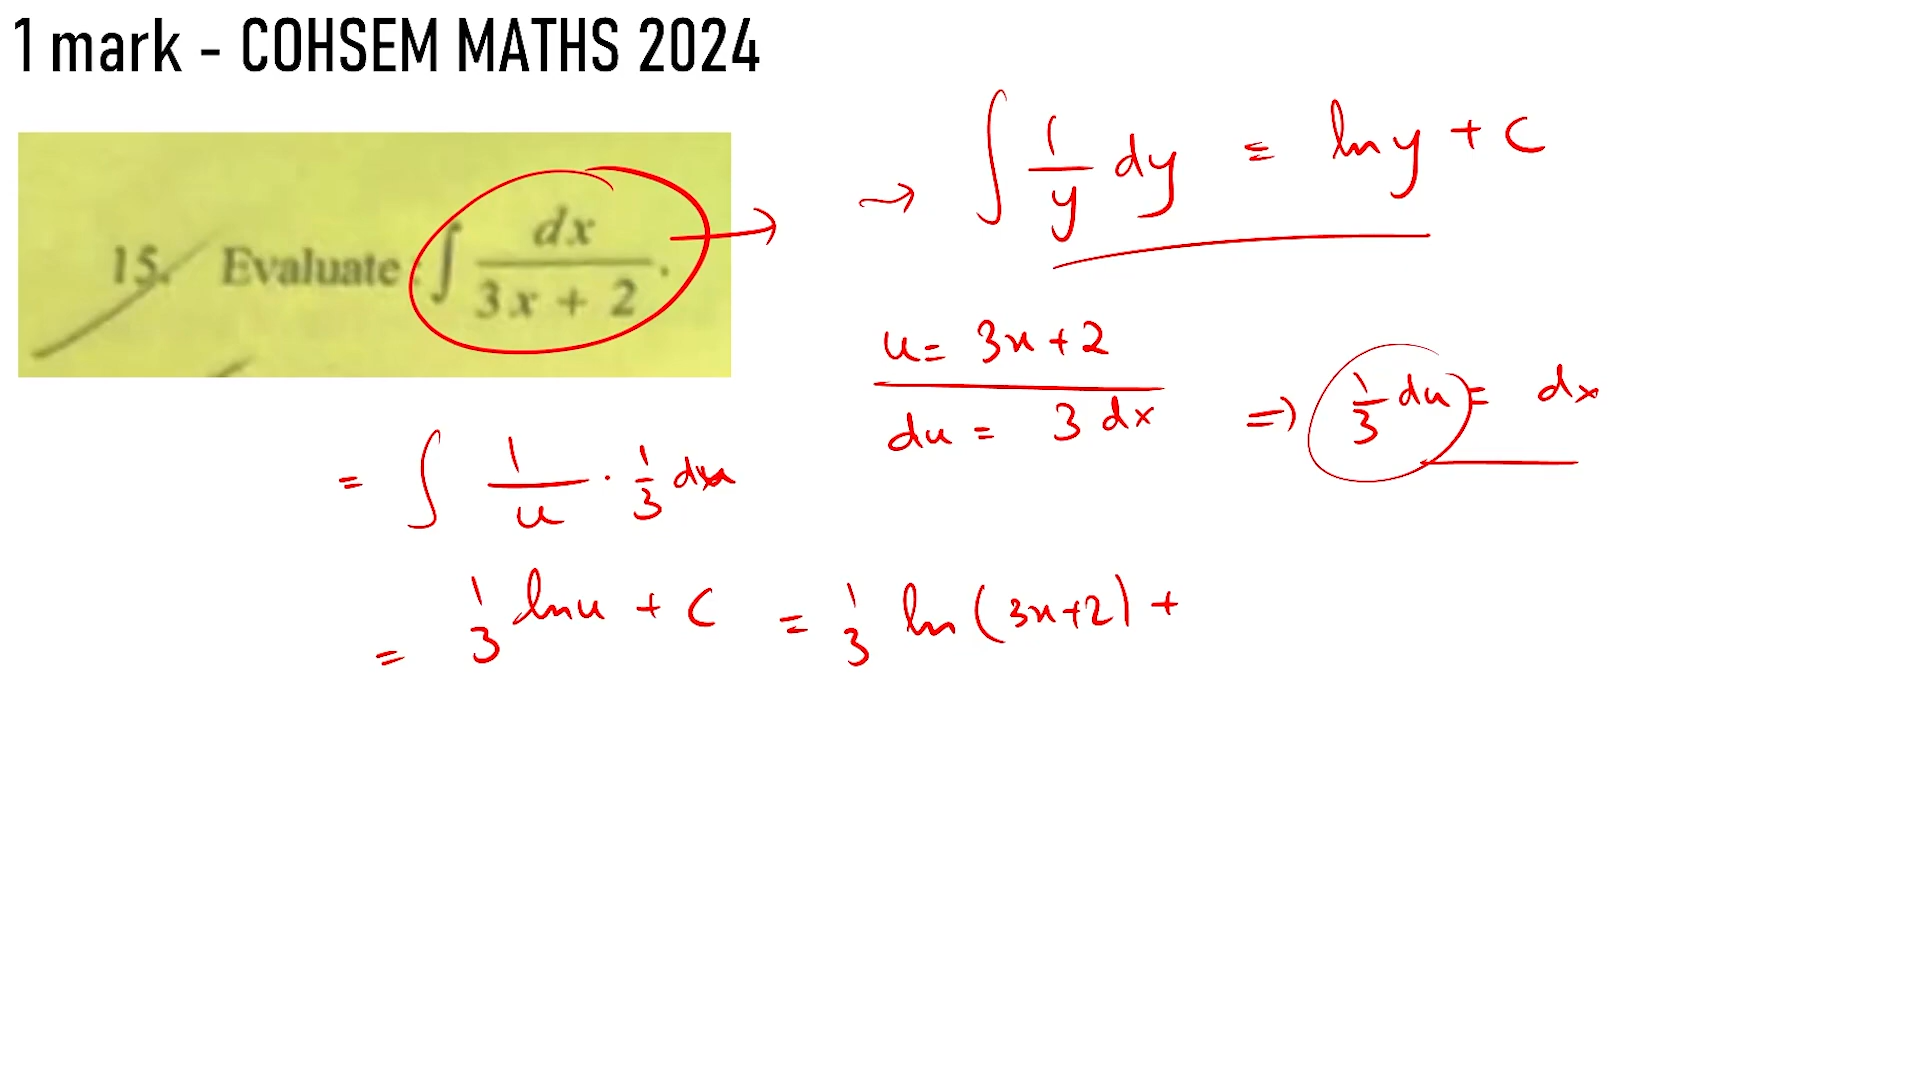 1 mark - COHSEM MATHS 2024
15. Evaluate ∫ dx / (3x + 2).
→ ∫ 1/y dy = ln y + C
u = 3x + 2
du = 3 dx ⇒ 1/3 du = dx
= ∫ 1/u · 1/3 du
= 1/3 ln u + C = 1/3 ln (3x+2) +